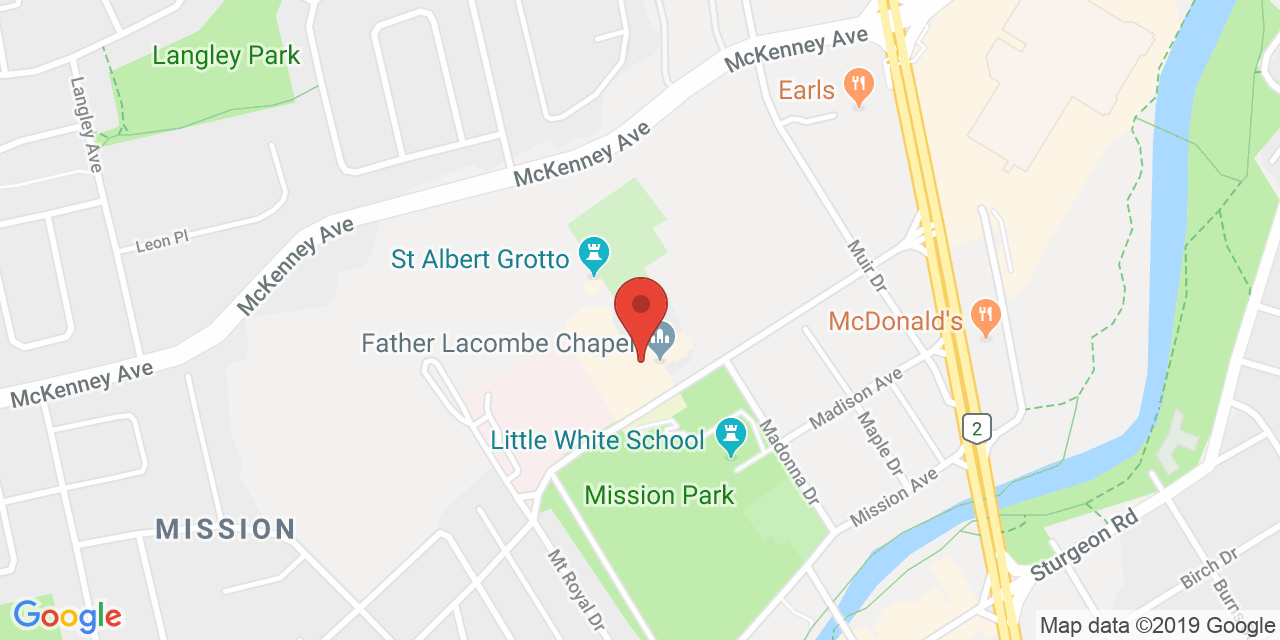 McKenney Ave
Langley Park
Earls
Langley Ave
McKenney Ave
Leon Pl
McKenney Ave
St Albert Grotto
Muir Dr
McDonald's
Father Lacombe Chapel
McKenney Ave
Madison Ave
2
Little White School
Maple Dr
Madonna Dr
Mission Park
Mission Ave
MISSION
Sturgeon Rd
Mt Royal Dr
Birch Dr
Google
Map data ©2019 Google